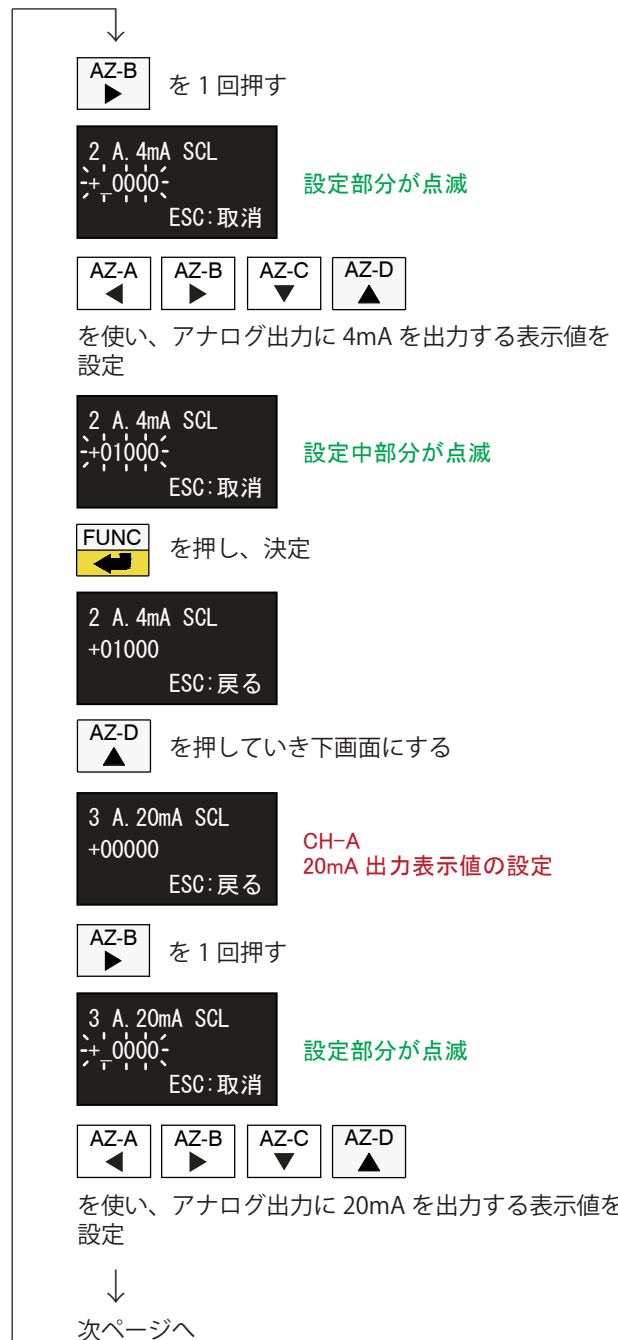 AZ-B
▶ を 1 回押す
2 A.4mA SCL
+_0000
ESC:取消
設定部分が点滅
AZ-A AZ-B AZ-C AZ-D
◀ ▶ ▼ ▲
を使い、アナログ出力に 4mA を出力する表示値を
設定
2 A.4mA SCL
+01000
ESC:取消
設定中部分が点滅
FUNC
を押し、決定
2 A.4mA SCL
+01000
ESC:戻る
AZ-D
▲ を押していき下画面にする
3 A.20mA SCL
+00000
ESC:戻る
CH-A
20mA 出力表示値の設定
AZ-B
▶ を 1 回押す
3 A.20mA SCL
+_0000
ESC:取消
設定部分が点滅
AZ-A AZ-B AZ-C AZ-D
◀ ▶ ▼ ▲
を使い、アナログ出力に 20mA を出力する表示値を
設定
↓
次ページへ